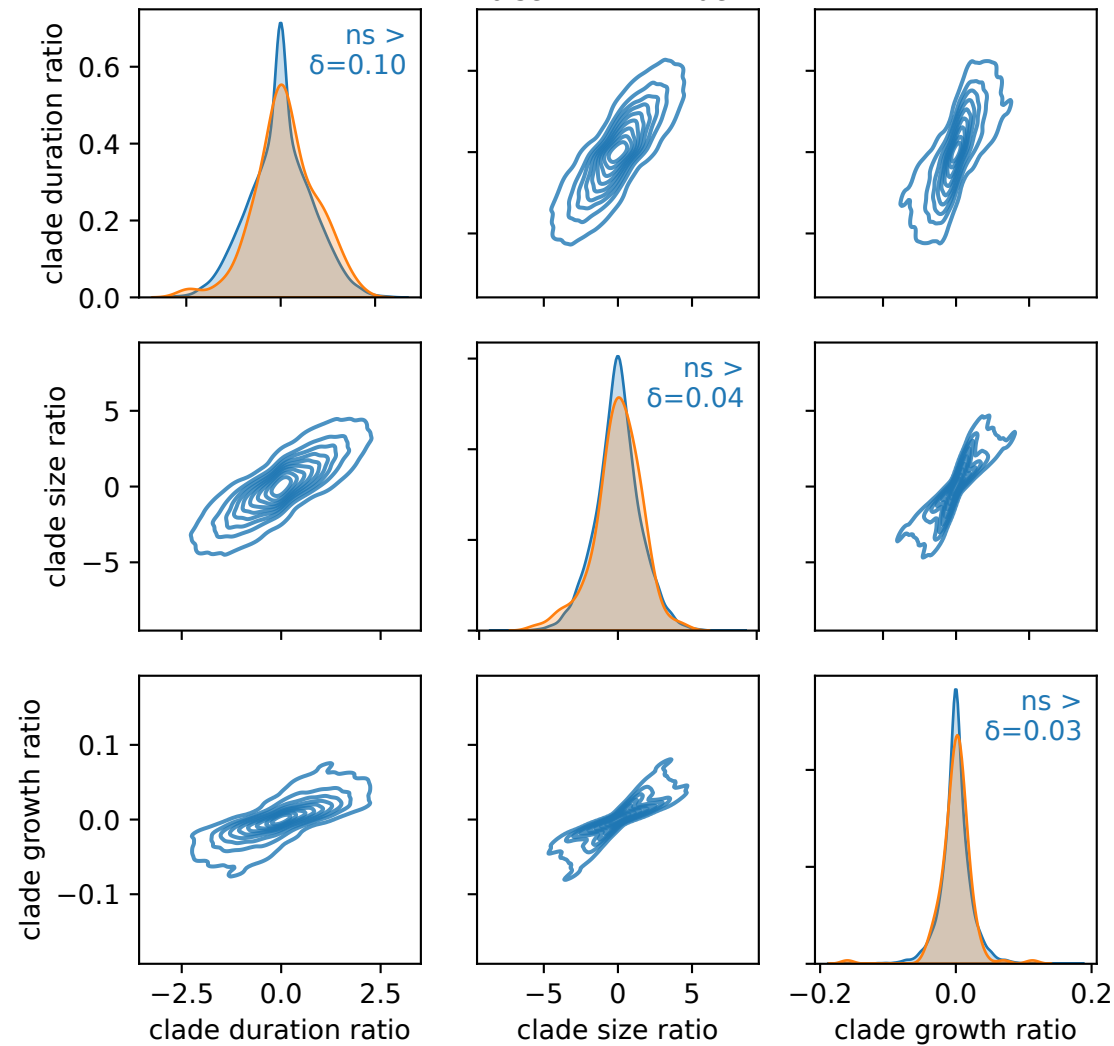 clade duration ratio
0.6
0.4
0.2
0.0
ns >
δ=0.10
clade size ratio
5
0
−5
ns >
δ=0.04
clade growth ratio
0.1
0.0
−0.1
ns >
δ=0.03
−2.5 0.0 2.5
−5 0 5
−0.2 0.0 0.2
clade duration ratio
clade size ratio
clade growth ratio